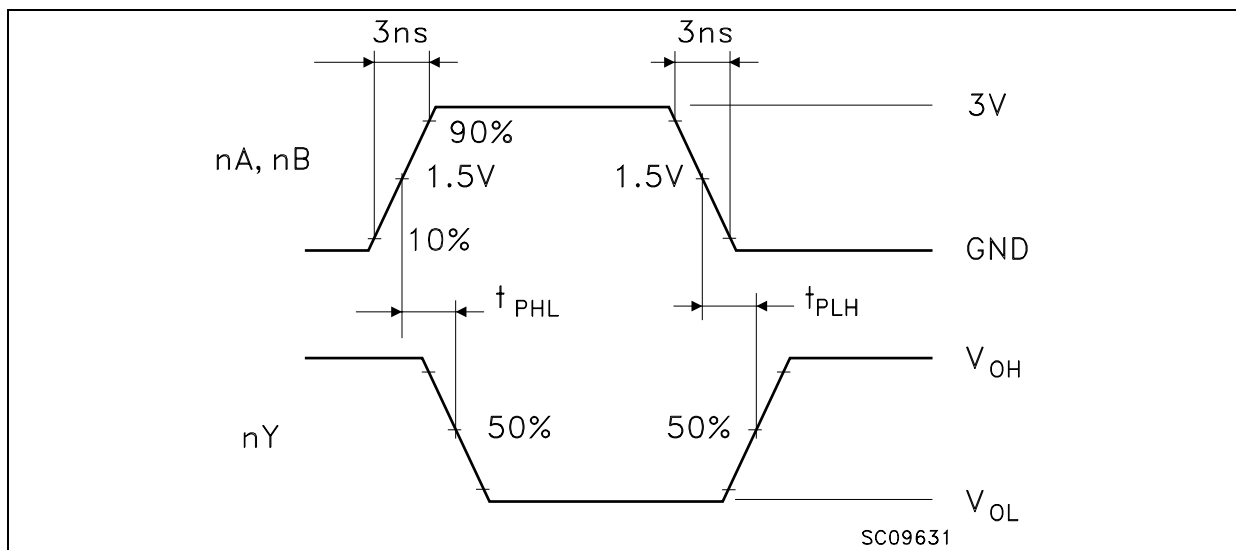 3ns 3ns
3V
90%
nA, nB 1.5V 1.5V
10% GND
tPHL tPLH
VOH
50% 50%
nY
VOL
SC09631